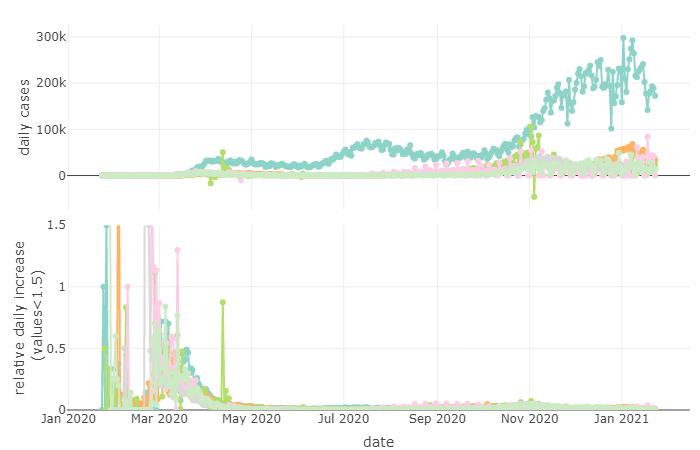 300k
200k
100k
0
daily cases
1.5
1
0.5
0
relative daily increase
(values<1.5)
Jan 2020 Mar 2020 May 2020 Jul 2020 Sep 2020 Nov 2020 Jan 2021
date